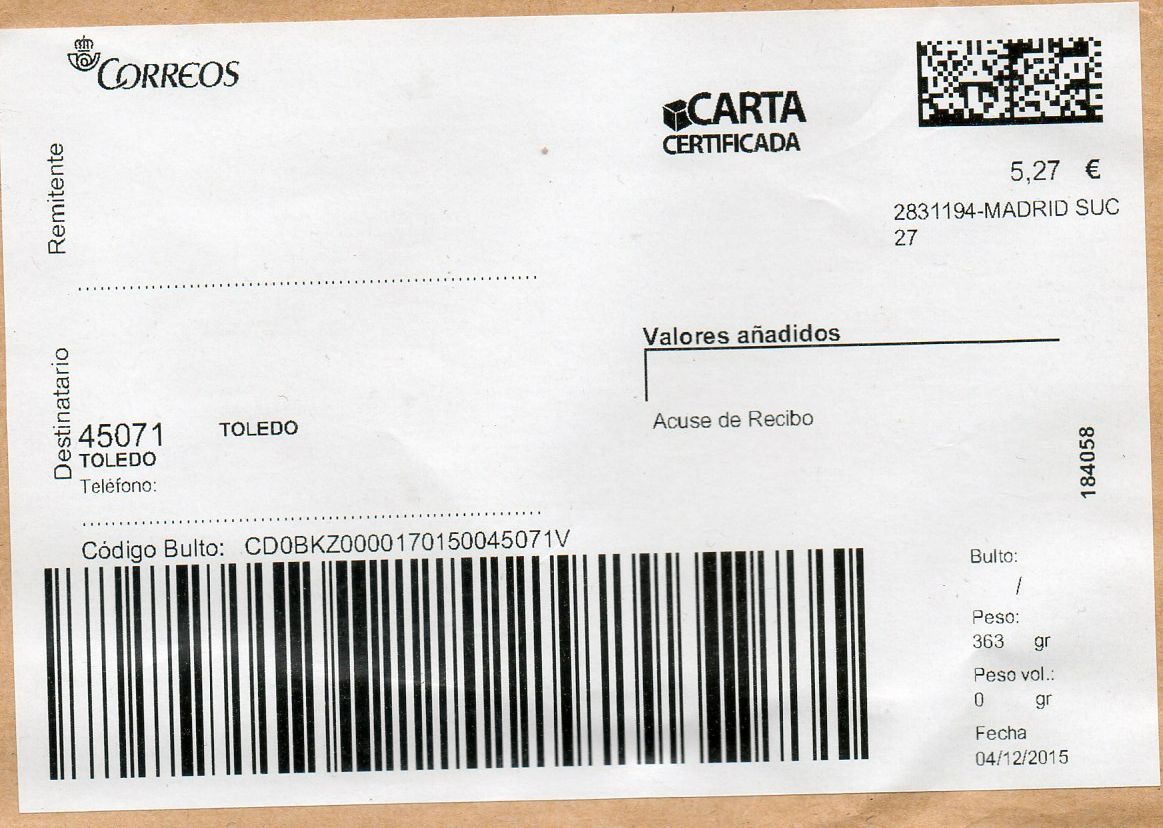 CORREOS
CARTA
CERTIFICADA
5,27 €
2831194-MADRID SUC
27
Remitente
Valores añadidos
Acuse de Recibo
Destinatario
45071 TOLEDO
TOLEDO
Teléfono:
184058
Código Bulto: CD0BKZ0000170150045071V
Bulto:
/
Peso:
363 gr
Peso vol.:
0 gr
Fecha
04/12/2015